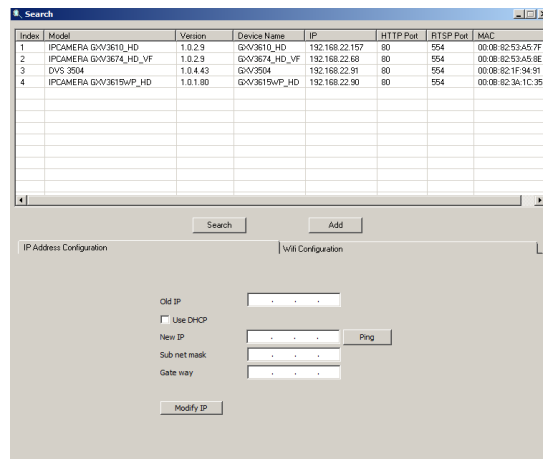 Search
Index Model Version Device Name IP HTTP Port RTSP Port MAC
1 IPCAMERA GXV3610_HD 1.0.2.9 GXV3610_HD 192.168.22.157 80 554 00:0B:82:53:A5:7F
2 IPCAMERA GXV3674_HD_VF 1.0.2.9 GXV3674_HD_VF 192.168.22.68 80 554 00:0B:82:53:A5:8E
3 DVS 3504 1.0.4.43 GXV3504 192.168.22.91 80 554 00:0B:82:1F:94:91
4 IPCAMERA GXV3615WP_HD 1.0.1.80 GXV3615WP_HD 192.168.22.90 80 554 00:0B:82:3A:1C:35
Search Add
IP Address Configuration Wifi Configuration
Old IP
Use DHCP
New IP Ping
Sub net mask
Gate way
Modify IP